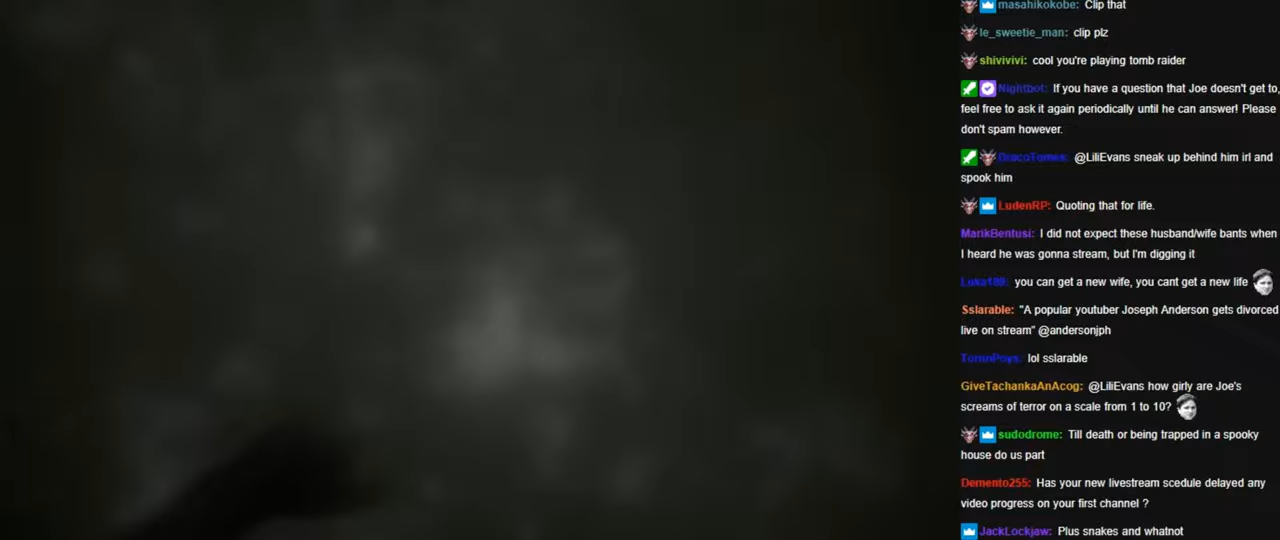 masahikokobe: Clip that
le_sweetie_man: clip plz
shivivivi: cool you're playing tomb raider
Nightbot: If you have a question that Joe doesn't get to,
feel free to ask it again periodically until he can answer! Please
don't spam however.
DracoTomes: @LiliEvans sneak up behind him irl and
spook him
LudenRP: Quoting that for life.
MarikBentusi: I did not expect these husband/wife bants when
I heard he was gonna stream, but I'm digging it
Luka189: you can get a new wife, you cant get a new life
Sslarable: "A popular youtuber Joseph Anderson gets divorced
live on stream" @andersonjph
lol sslarable
GiveTachankaAnAcog: @LiliEvans how girly are Joe's
screams of terror on a scale from 1 to 10?
sudodrome: Till death or being trapped in a spooky
house do us part
Demento255: Has your new livestream scedule delayed any
video progress on your first channel ?
JackLockjaw: Plus snakes and whatnot